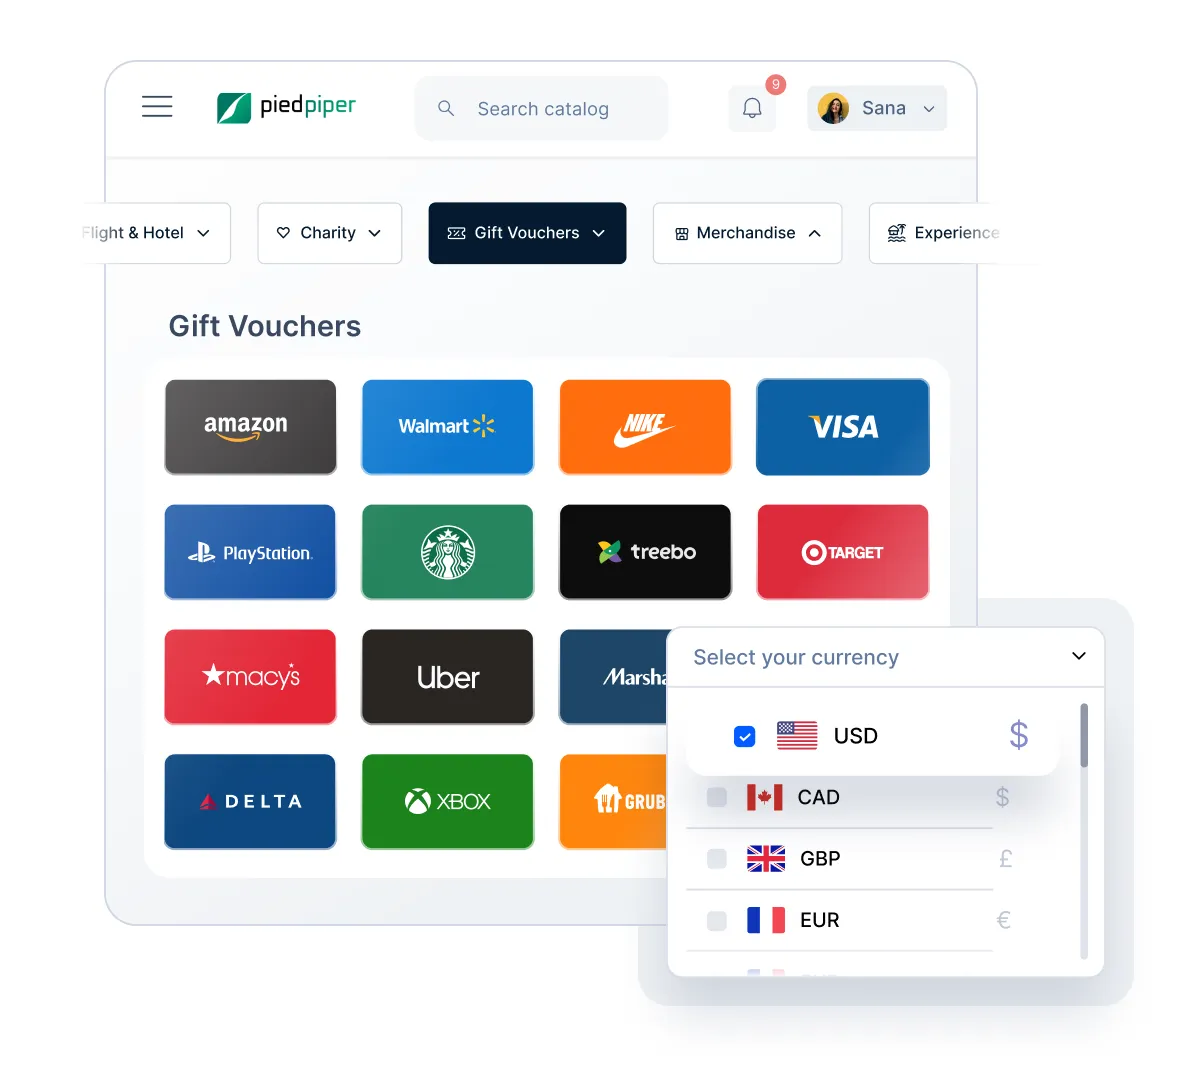 piedpiper
Search catalog
9
Sana
Flight & Hotel
Charity
Gift Vouchers
Merchandise
Experience
Gift Vouchers
amazon
Walmart
NIKE
VISA
PlayStation.
treebo
TARGET
macy's
Uber
Marsha
DELTA
XBOX
GRUB
Select your currency
USD $
CAD $
GBP £
EUR €